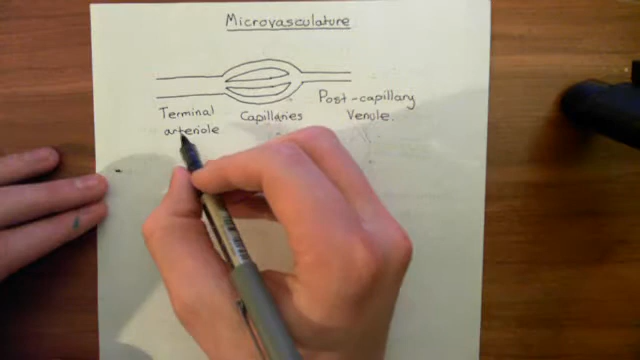 Microvasculature
Terminal
arteriole
Capillaries
Post-capillary
Venule.